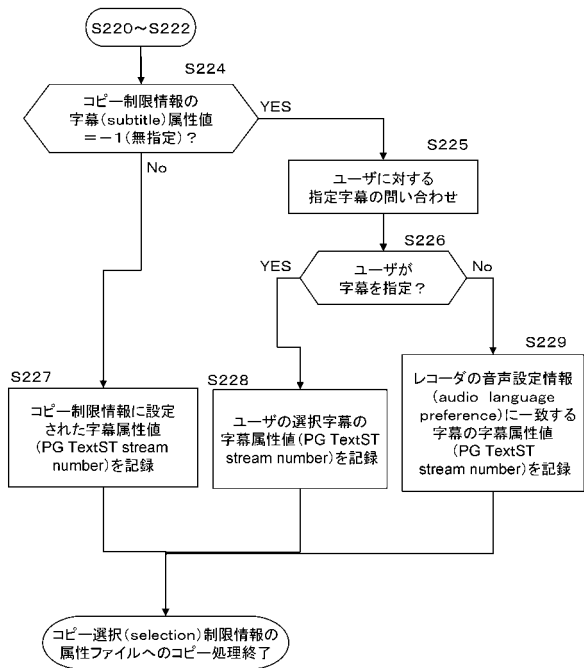 S220～S222
S224
コピー制限情報の
字幕(subtitle)属性値
＝－1(無指定)？
YES
No
S225
ユーザに対する
指定字幕の問い合わせ
S226
ユーザが
字幕を指定？
YES
No
S227
コピー制限情報に設定
された字幕属性値
(PG TextST stream
number)を記録
S228
ユーザの選択字幕の
字幕属性値(PG TextST
stream number)を記録
S229
レコーダの音声設定情報
(audio language
preference)に一致する
字幕の字幕属性値
(PG TextST
stream number)を記録
コピー選択(selection)制限情報の
属性ファイルへのコピー処理終了